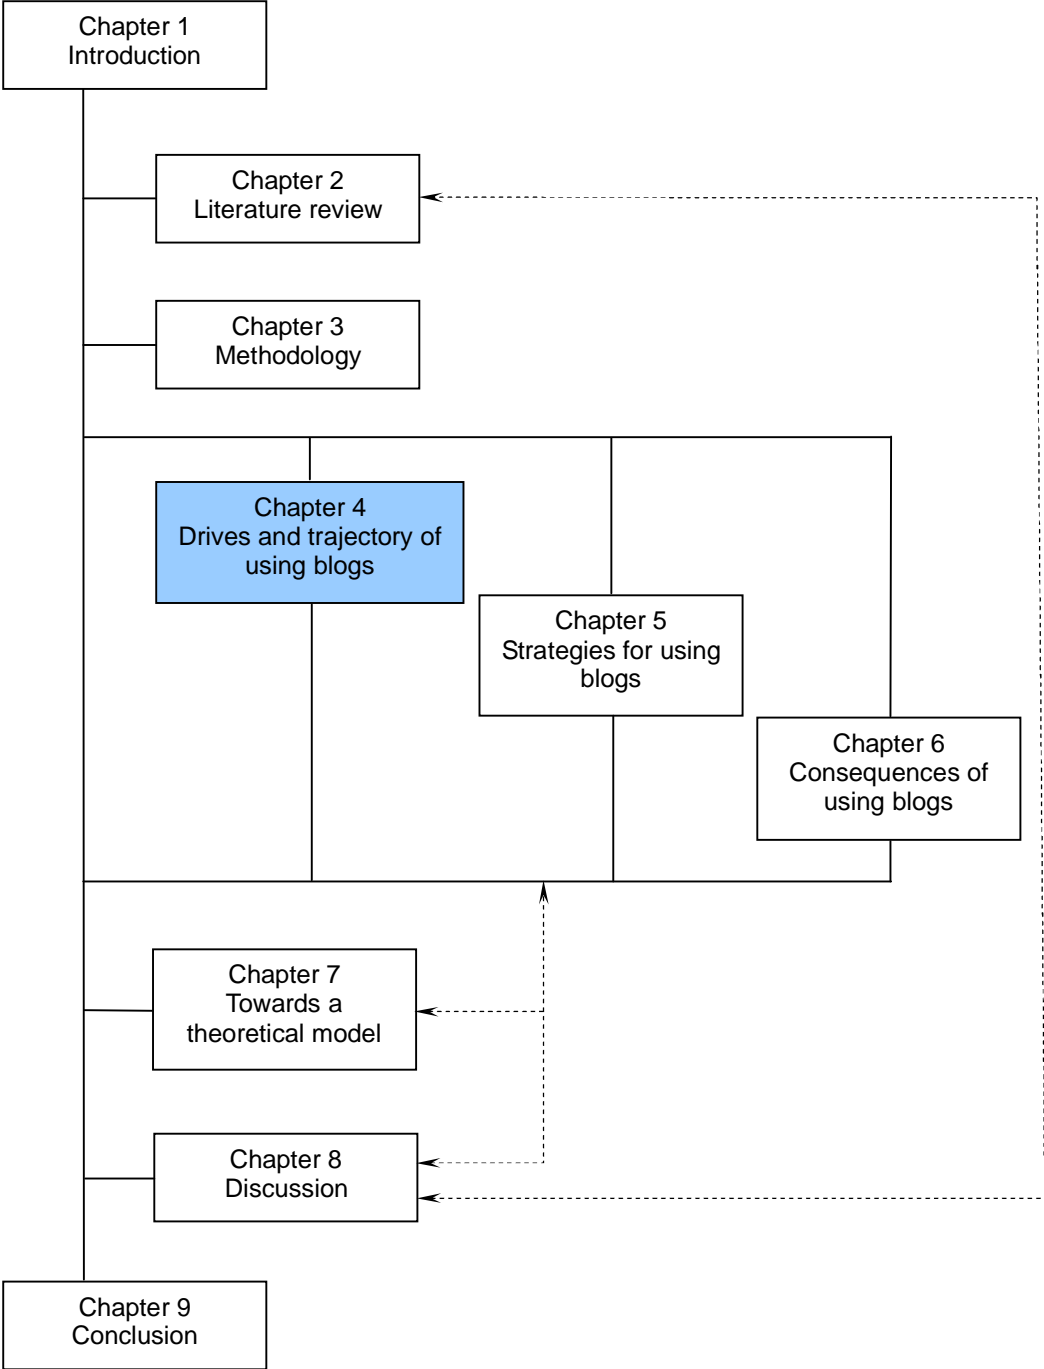 Chapter 1
Introduction
Chapter 2
Literature review
Chapter 3
Methodology
Chapter 4
Drives and trajectory of
using blogs
Chapter 5
Strategies for using
blogs
Chapter 6
Consequences of
using blogs
Chapter 7
Towards a
theoretical model
Chapter 8
Discussion
Chapter 9
Conclusion